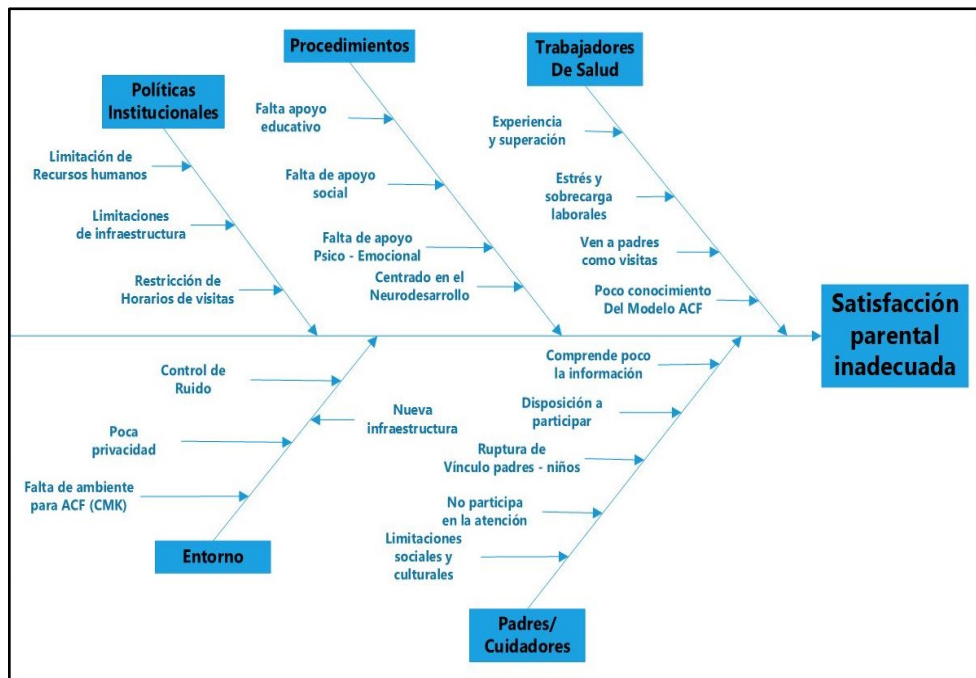 Políticas
Institucionales
Limitación de
Recursos humanos
Limitaciones
de infraestructura
Restricción de
Horarios de visitas
Procedimientos
Falta apoyo
educativo
Falta de apoyo
social
Falta de apoyo
Psico - Emocional
Centrado en el
Neurodesarrollo
Trabajadores
De Salud
Experiencia
y superación
Estrés y
sobrecarga
laborales
Ven a padres
como visitas
Poco conocimiento
Del Modelo ACF
Satisfacción
parental
inadecuada
Control de
Ruido
Nueva
infraestructura
Poca
privacidad
Falta de ambiente
para ACF (CMK)
Entorno
Comprende poco
la información
Disposición a
participar
Ruptura de
Vínculo padres - niños
No participa
en la atención
Limitaciones
sociales y
culturales
Padres/
Cuidadores